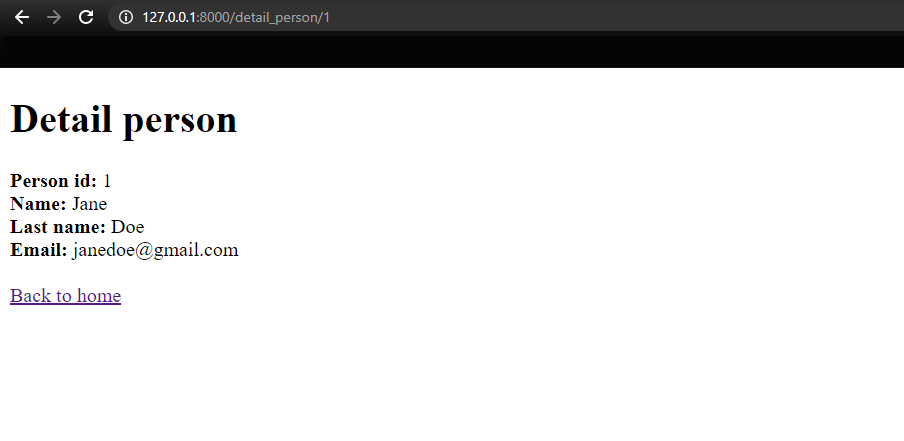 127.0.0.1:8000/detail_person/1
Detail person
Person id: 1
Name: Jane
Last name: Doe
Email: janedoe@gmail.com
Back to home